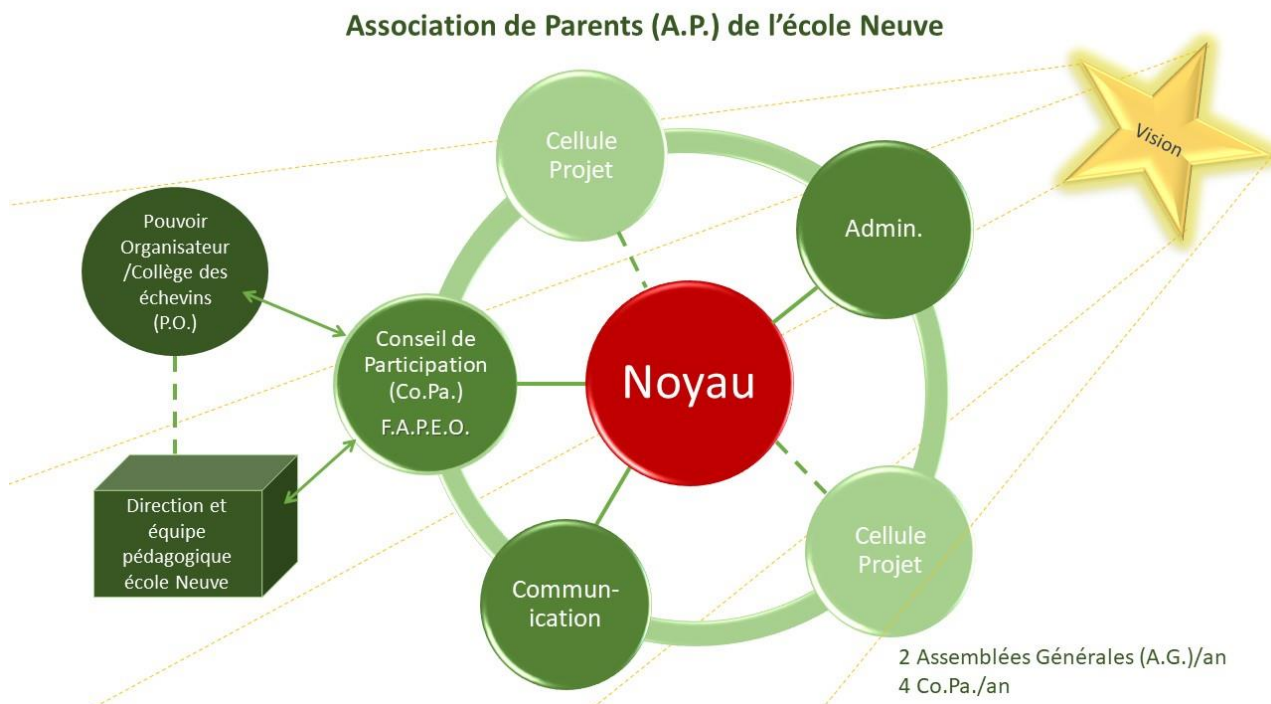 Association de Parents (A.P.) de l'école Neuve
Vision
Cellule
Projet
Admin.
Pouvoir
Organisateur
/Collège des
échevins
(P.O.)
Conseil de
Participation
(Co.Pa.)
F.A.P.E.O.
Noyau
Direction et
équipe
pédagogique
école Neuve
Commun-
ication
Cellule
Projet
2 Assemblées Générales (A.G.)/an
4 Co.Pa./an